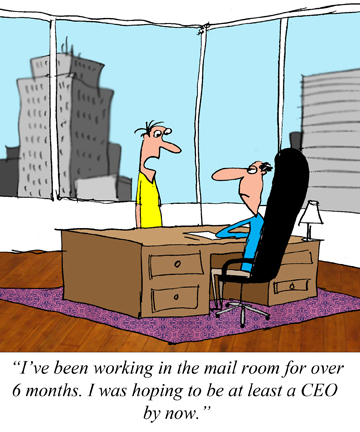 “I’ve been working in the mail room for over
6 months. I was hoping to be at least a CEO
by now.”